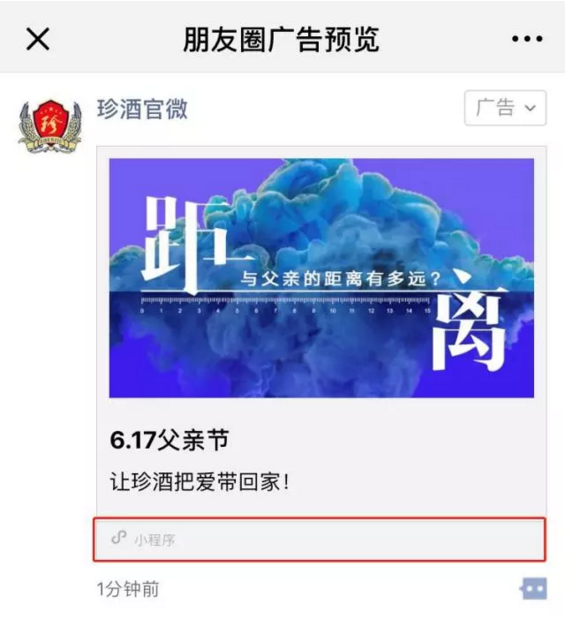 朋友圈广告预览
珍酒官微
广告
珍
距
与父亲的距离有多远?
0 1 2 3 4 5 6 7 8 9 10 11 12 13 14 15
离
6.17父亲节
让珍酒把爱带回家!
小程序
1分钟前